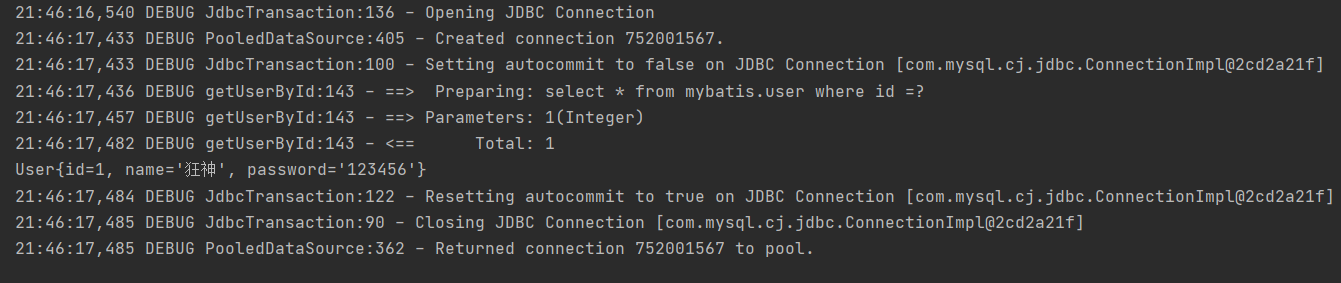 21:46:16,540 DEBUG JdbcTransaction:136 - Opening JDBC Connection
21:46:17,433 DEBUG PooledDataSource:405 - Created connection 752001567.
21:46:17,433 DEBUG JdbcTransaction:100 - Setting autocommit to false on JDBC Connection [com.mysql.cj.jdbc.ConnectionImpl@2cd2a21f]
21:46:17,436 DEBUG getUserById:143 - ==>  Preparing: select * from mybatis.user where id =?
21:46:17,457 DEBUG getUserById:143 - ==> Parameters: 1(Integer)
21:46:17,482 DEBUG getUserById:143 - <==      Total: 1
User{id=1, name='狂神', password='123456'}
21:46:17,484 DEBUG JdbcTransaction:122 - Resetting autocommit to true on JDBC Connection [com.mysql.cj.jdbc.ConnectionImpl@2cd2a21f]
21:46:17,485 DEBUG JdbcTransaction:90 - Closing JDBC Connection [com.mysql.cj.jdbc.ConnectionImpl@2cd2a21f]
21:46:17,485 DEBUG PooledDataSource:362 - Returned connection 752001567 to pool.